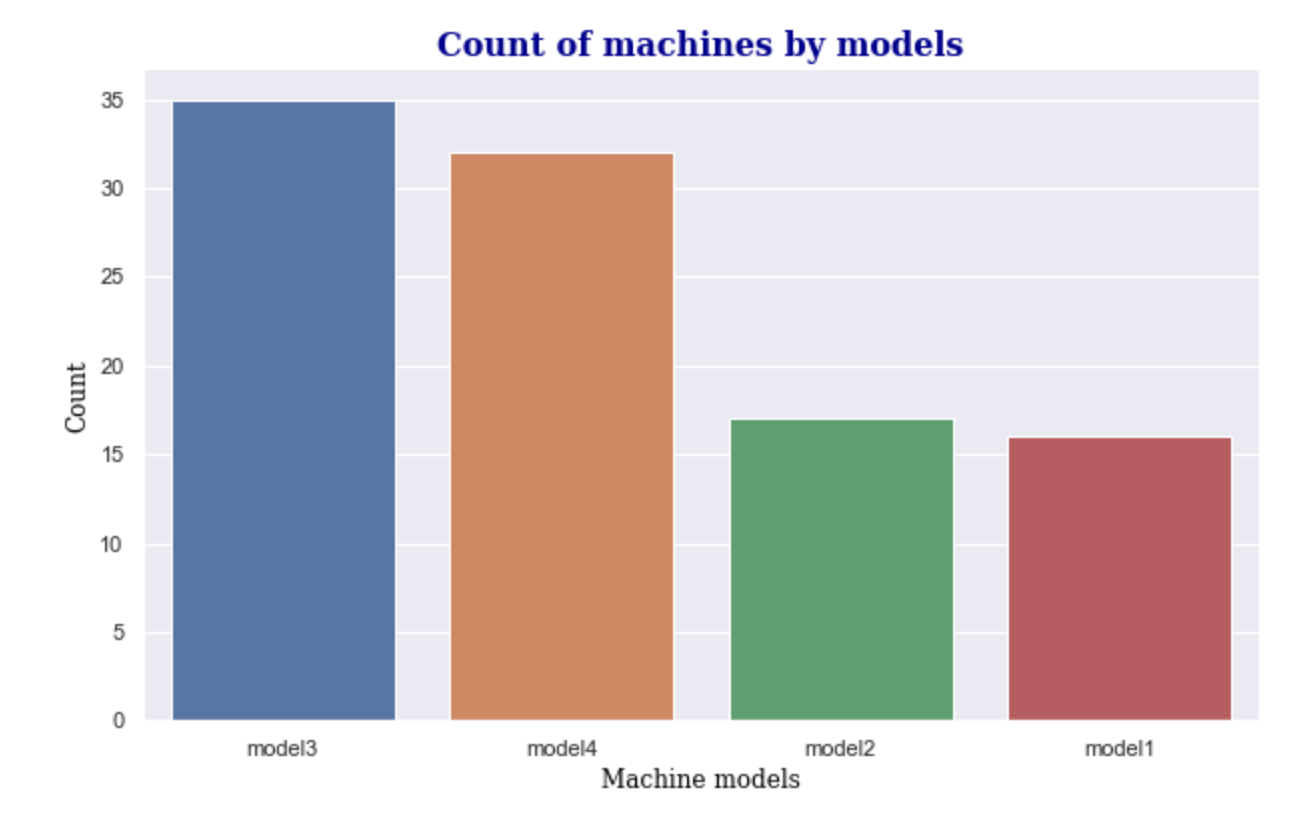 Count of machines by models
35
30
25
20
15
10
5
0
Count
model3 model4 model2 model1
Machine models